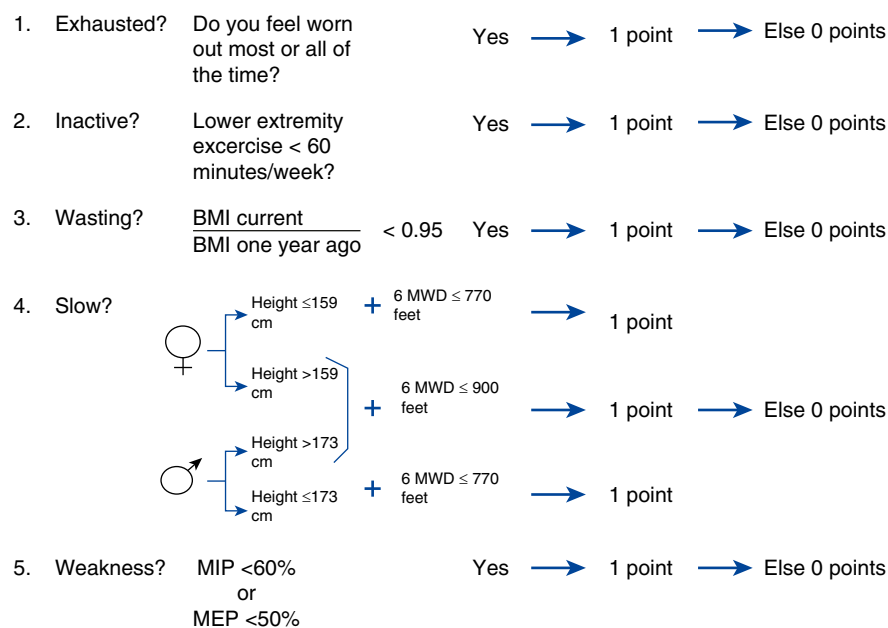 1. Exhausted? Do you feel worn Yes 1 point Else 0 points
out most or all of
the time?
2. Inactive? Lower extremity Yes 1 point Else 0 points
excercise < 60
minutes/week?
3. Wasting? BMI current < 0.95 Yes 1 point Else 0 points
BMI one year ago
4. Slow? Height ≤159 + 6 MWD ≤ 770
cm feet 1 point
Height >159
cm + 6 MWD ≤ 900
feet 1 point Else 0 points
Height >173
cm
Height ≤173 + 6 MWD ≤ 770
cm feet 1 point
5. Weakness? MIP <60% Yes 1 point Else 0 points
or
MEP <50%